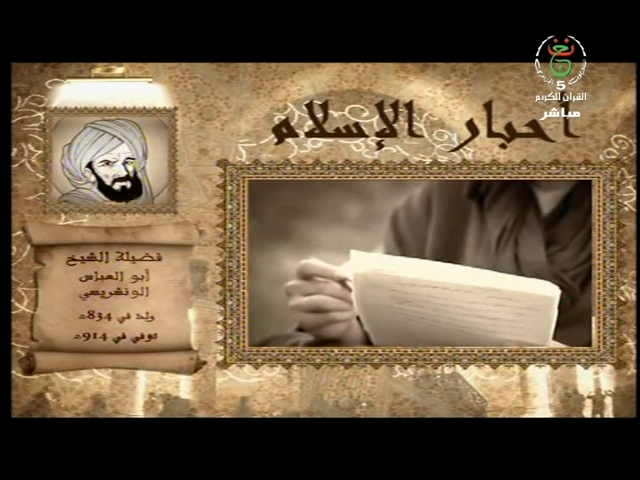 5
القرآن الكريم
مباشر
أحبار الإسلام
فضيلة الشيخ
أبو العباس
الونشريسي
ولد في 834هـ
توفي في 914هـ